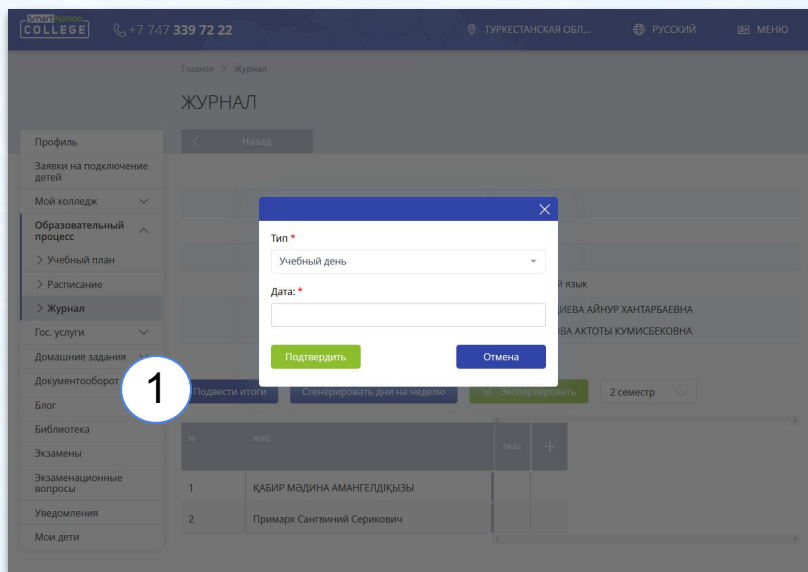 Smart Nation
COLLEGE
+7 747 339 72 22
ТУРКЕСТАНСКАЯ ОБЛ...
РУССКИЙ
МЕНЮ
Главная > Журнал
ЖУРНАЛ
Назад
Профиль
Заявки на подключение
детей
Мой колледж
Образовательный
процесс
> Учебный план
> Расписание
> Журнал
Гос. услуги
Домашние задания
Документооборот
Блог
Библиотека
Экзамены
Экзаменационные
вопросы
Уведомления
Мои дети
Тип *
Учебный день
Дата: *
Подтвердить
Отмена
язык
АЙНУР ХАНТАРБАЕВНА
АКТОТЫ КУМИСБЕКОВНА
1
Подвести итоги
Сгенерировать дни на неделю
Экспортировать
2 семестр
№
ФИО
04.02
+
1
ҚАБИР МӘДИНА АМАНГЕЛДІҚЫЗЫ
2
Примарх Сангвиний Серикович